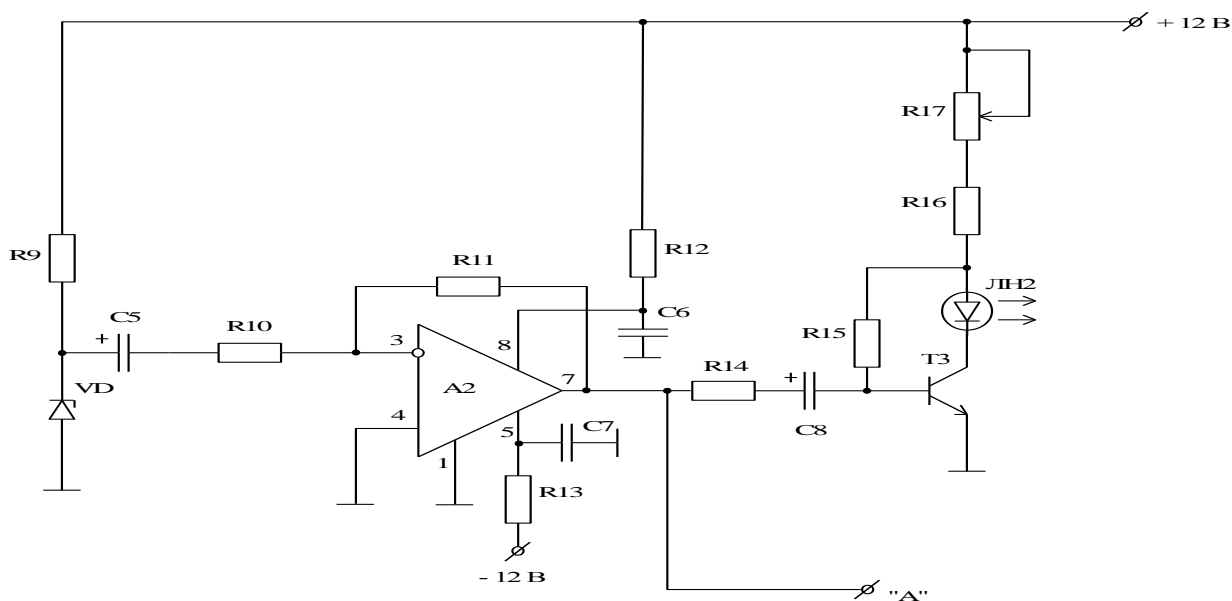 + 12 В
R17
R16
R9
R12
R11
ЛН2
C5
R10
C6
R15
3
8
T3
VD
A2
7
R14
4
5
C7
C8
1
R13
- 12 В
"A"
+
+